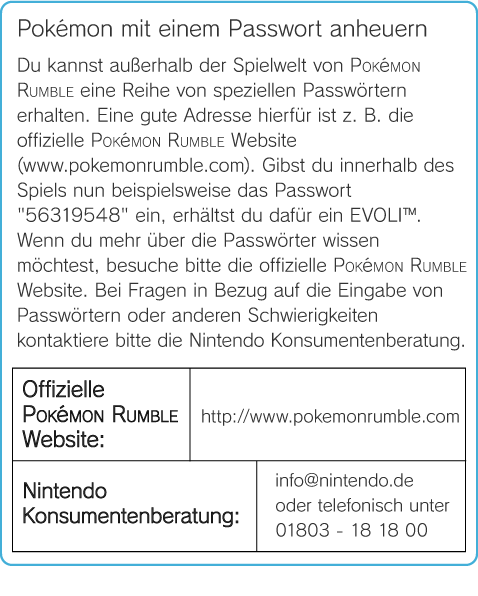 Pokémon mit einem Passwort anheuern
Du kannst außerhalb der Spielwelt von POKéMON
RUMBLE eine Reihe von speziellen Passwörtern
erhalten. Eine gute Adresse hierfür ist z. B. die
offizielle POKéMON RUMBLE Website
(www.pokemonrumble.com). Gibst du innerhalb des
Spiels nun beispielsweise das Passwort
"56319548" ein, erhältst du dafür ein EVOLI™.
Wenn du mehr über die Passwörter wissen
möchtest, besuche bitte die offizielle POKéMON RUMBLE
Website. Bei Fragen in Bezug auf die Eingabe von
Passwörtern oder anderen Schwierigkeiten
kontaktiere bitte die Nintendo Konsumentenberatung.
Offizielle
POKéMON RUMBLE
Website:
http://www.pokemonrumble.com
Nintendo
Konsumentenberatung:
info@nintendo.de
oder telefonisch unter
01803 - 18 18 00